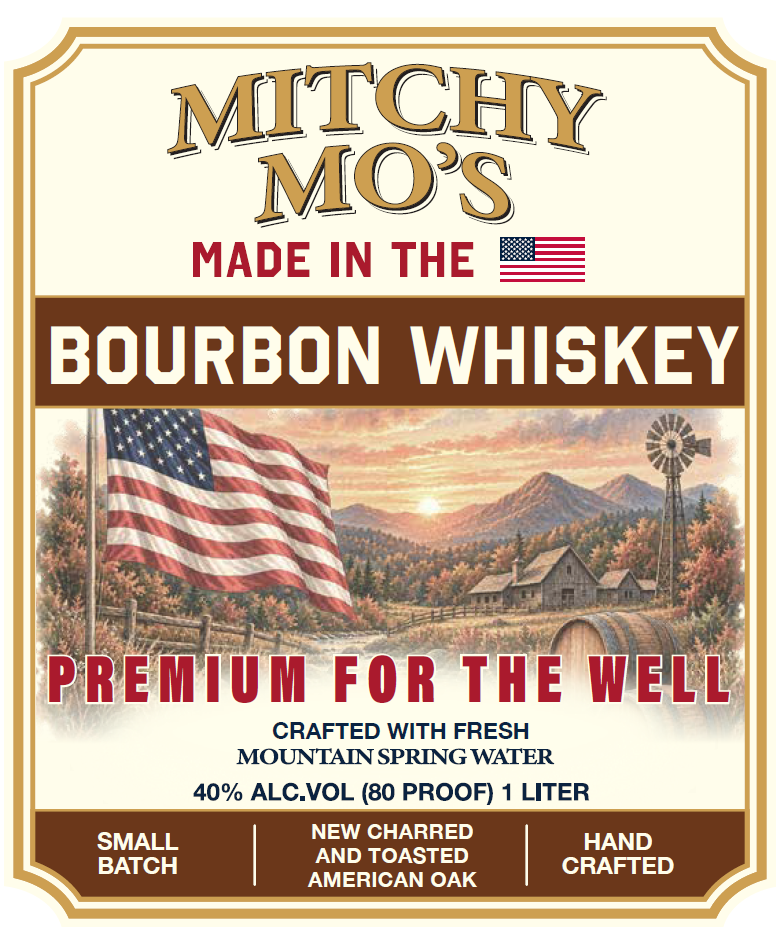 MITCHY
MO'S
MADE IN THE
BOURBON WHISKEY
PREMIUM FOR THE WELL
CRAFTED WITH FRESH
MOUNTAIN SPRING WATER
40% ALC.VOL (80 PROOF) 1 LITER
SMALL
BATCH
NEW CHARRED
AND TOASTED
AMERICAN OAK
HAND
CRAFTED